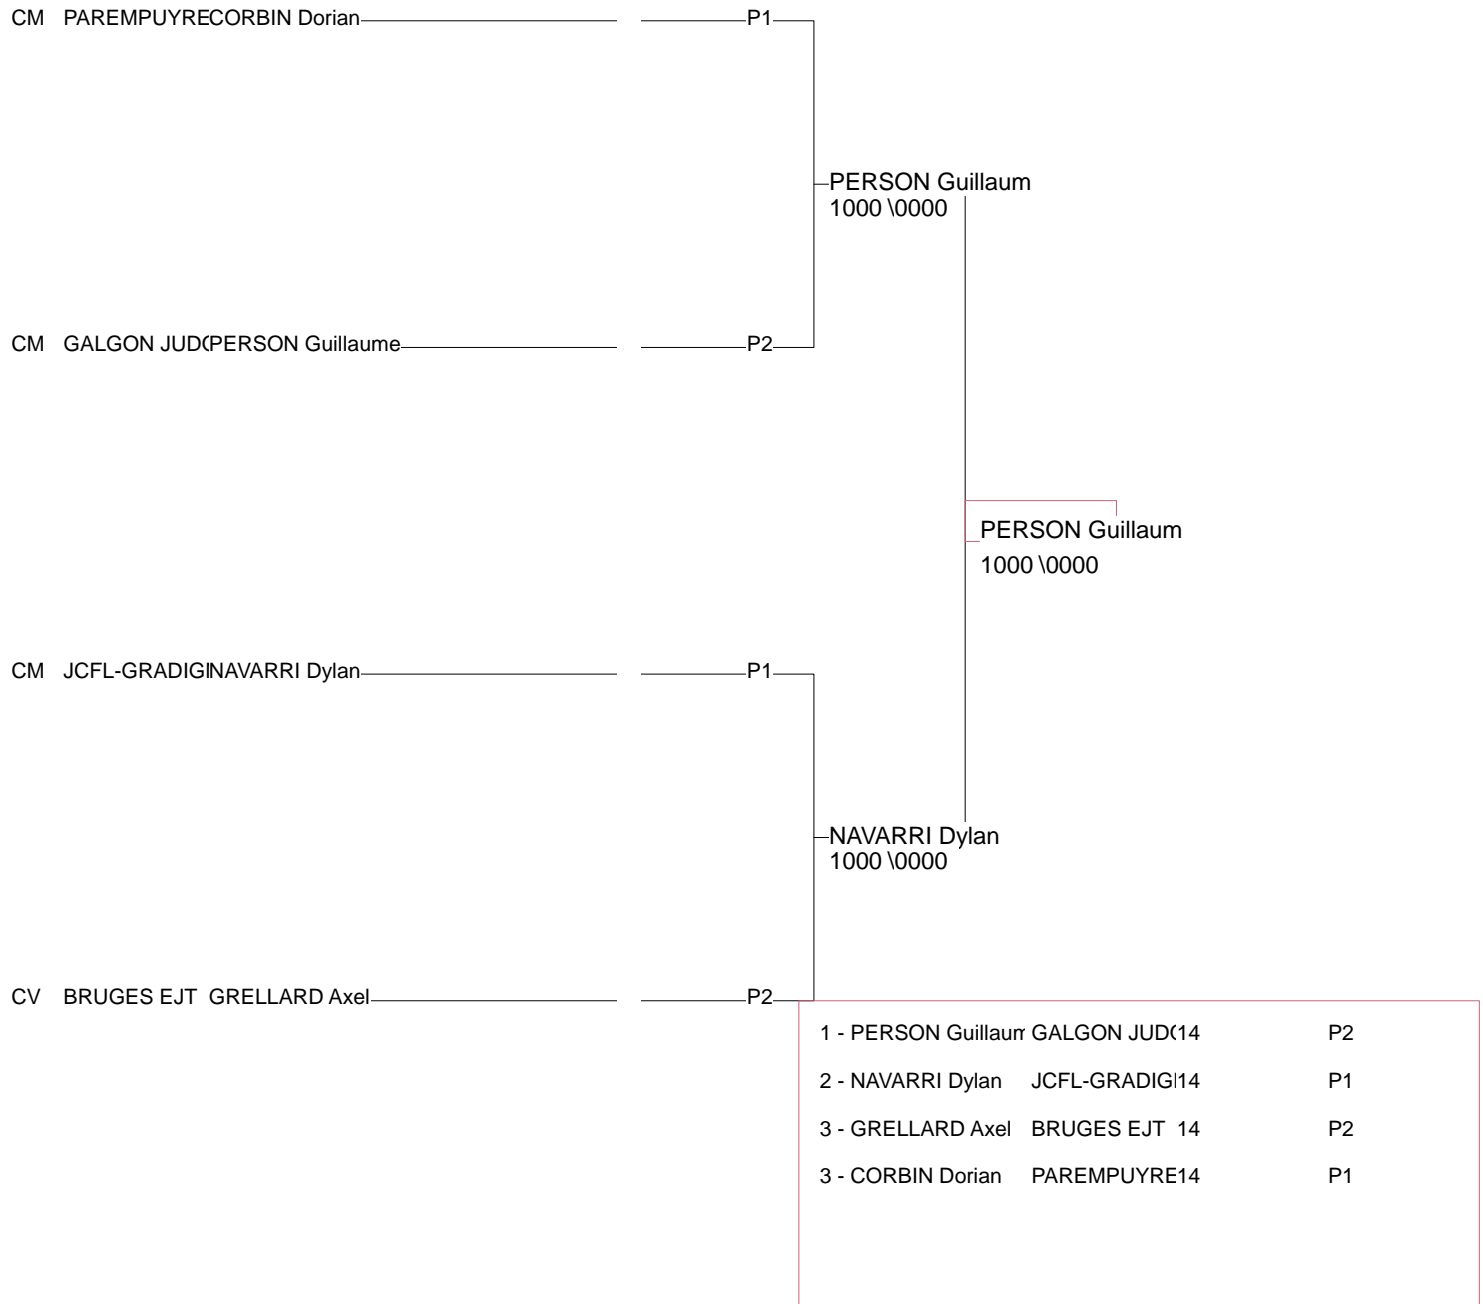 CM PAREMPUYRECORBIN Dorian P1
PERSON Guillaum
1000 \0000
CM GALGON JUD(PERSON Guillaume P2
PERSON Guillaum
1000 \0000
CM JCFL-GRADIGINAVARRI Dylan P1
NAVARRI Dylan
1000 \0000
CV BRUGES EJT GRELLARD Axel P2
1 - PERSON Guillaum GALGON JUD(14 P2
2 - NAVARRI Dylan JCFL-GRADIGI14 P1
3 - GRELLARD Axel BRUGES EJT 14 P2
3 - CORBIN Dorian PAREMPUYRE14 P1